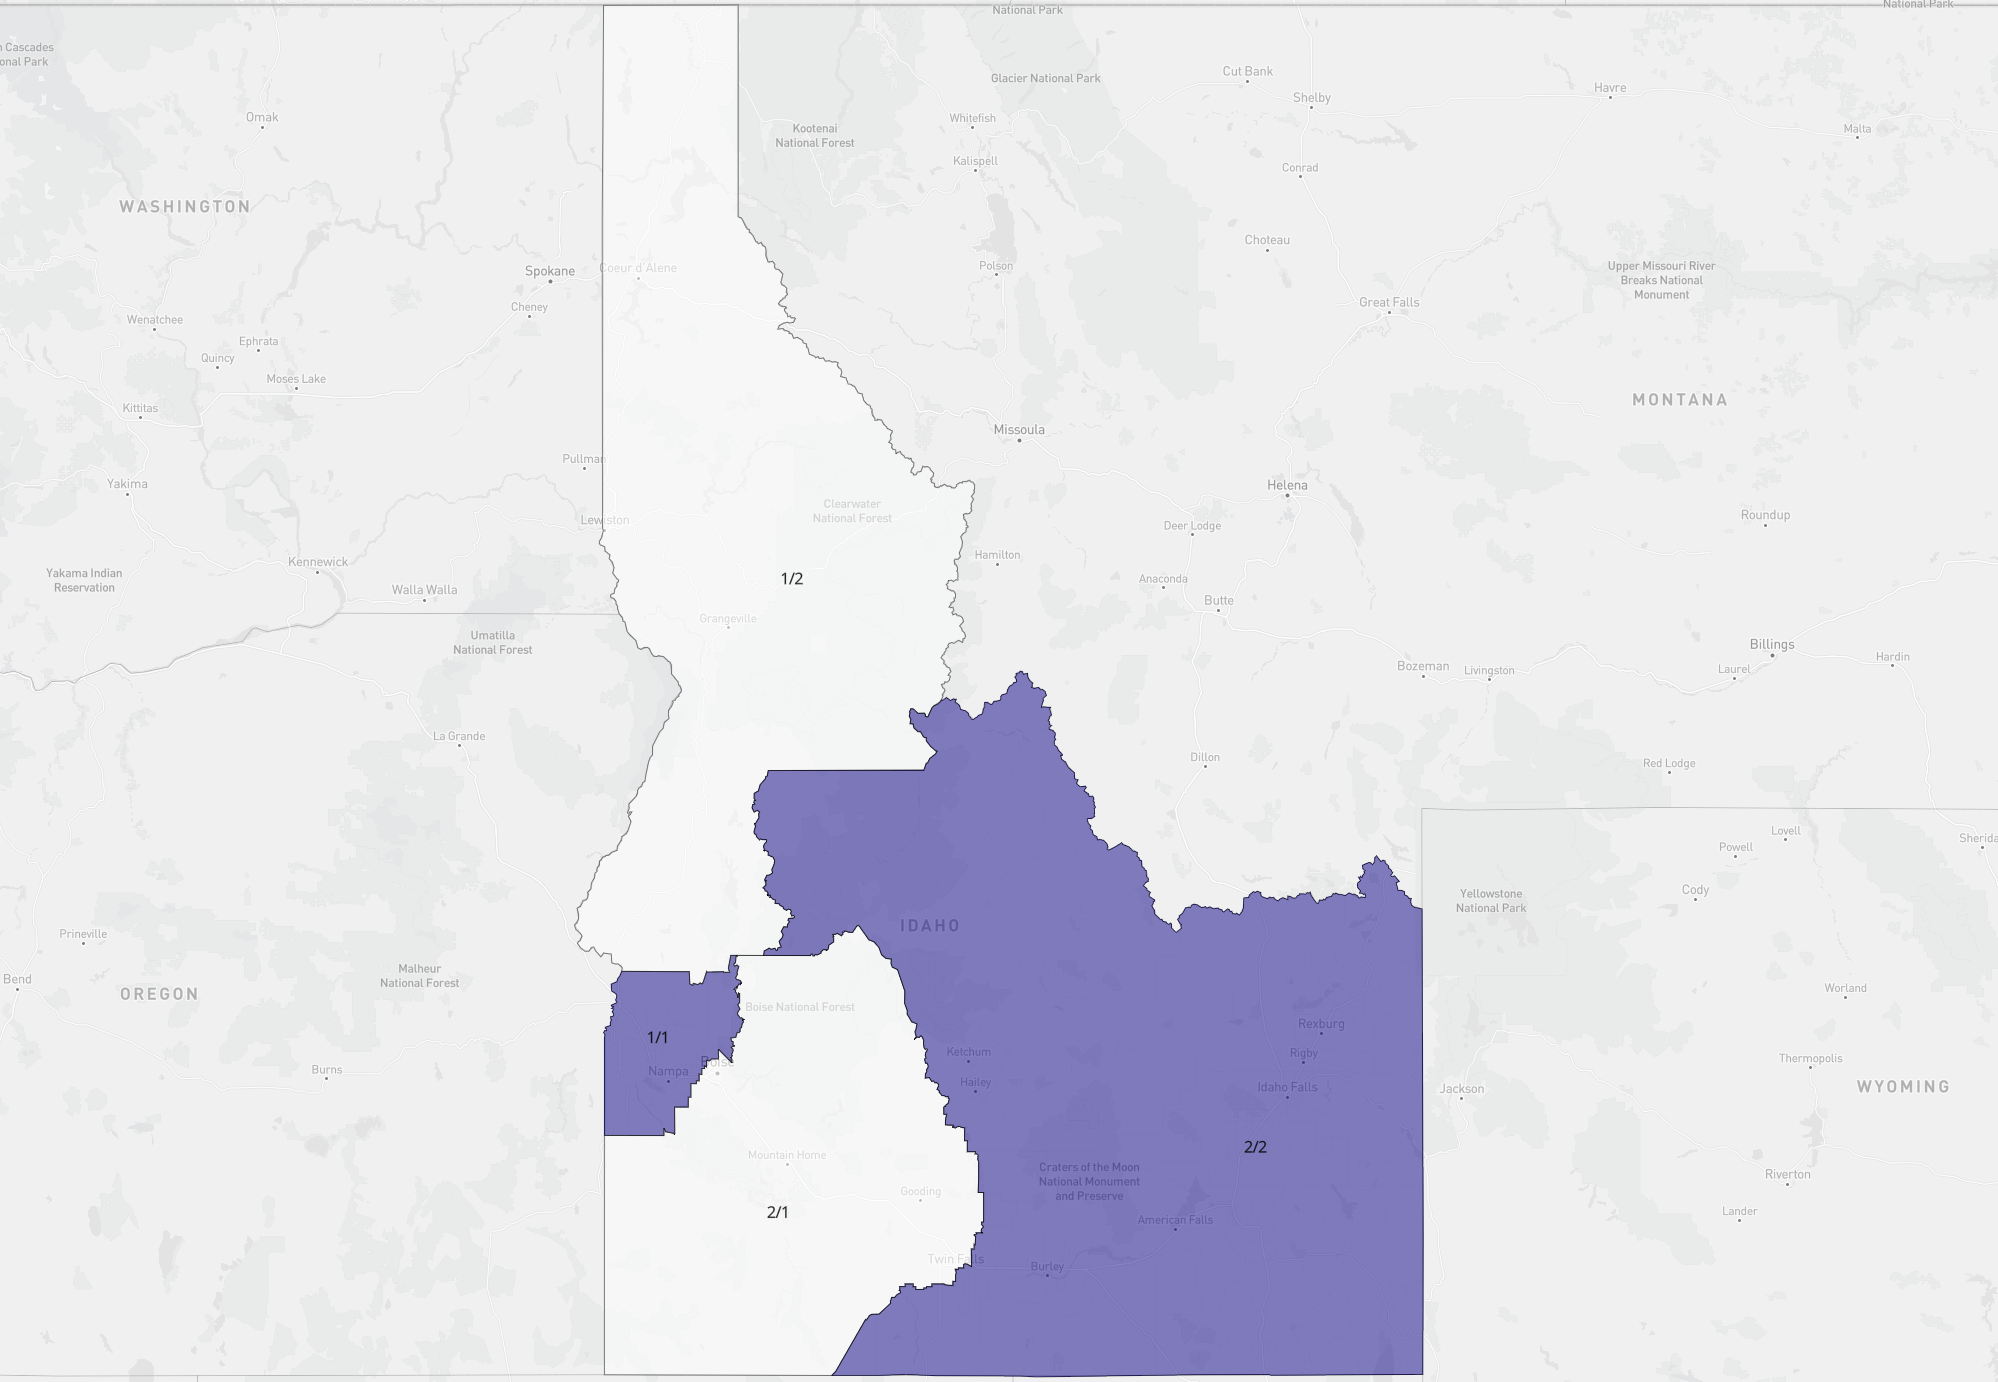 National Park
National Park
n Cascades
onal Park
Glacier National Park
Cut Bank
Shelby
Havre
Malta
Omak
Kootenai
National Forest
Whitefish
Kalispell
Conrad
WASHINGTON
Choteau
Spokane
Coeur d'Alene
Polson
Upper Missouri River
Breaks National
Monument
Cheney
Great Falls
Wenatchee
Ephrata
Quincy
Moses Lake
Kittitas
MONTANA
Missoula
Pullman
Yakima
Helena
Clearwater
National Forest
Lewiston
Deer Lodge
Roundup
Hamilton
Kennewick
Yakama Indian
Reservation
Walla Walla
1/2
Anaconda
Butte
Grangeville
Umatilla
National Forest
Billings
Bozeman
Livingston
Laurel
Hardin
La Grande
Dillon
Red Lodge
Lovell
Powell
Sherida
Cody
Yellowstone
National Park
IDAHO
Prineville
Bend
Malheur
National Forest
OREGON
Worland
Boise National Forest
Rexburg
1/1
Ketchum
Rigby
Thermopolis
Boise
Nampa
Burns
Hailey
Idaho Falls
Jackson
WYOMING
2/2
Mountain Home
Craters of the Moon
National Monument
and Preserve
Riverton
Gooding
2/1
American Falls
Lander
Twin Falls
Burley